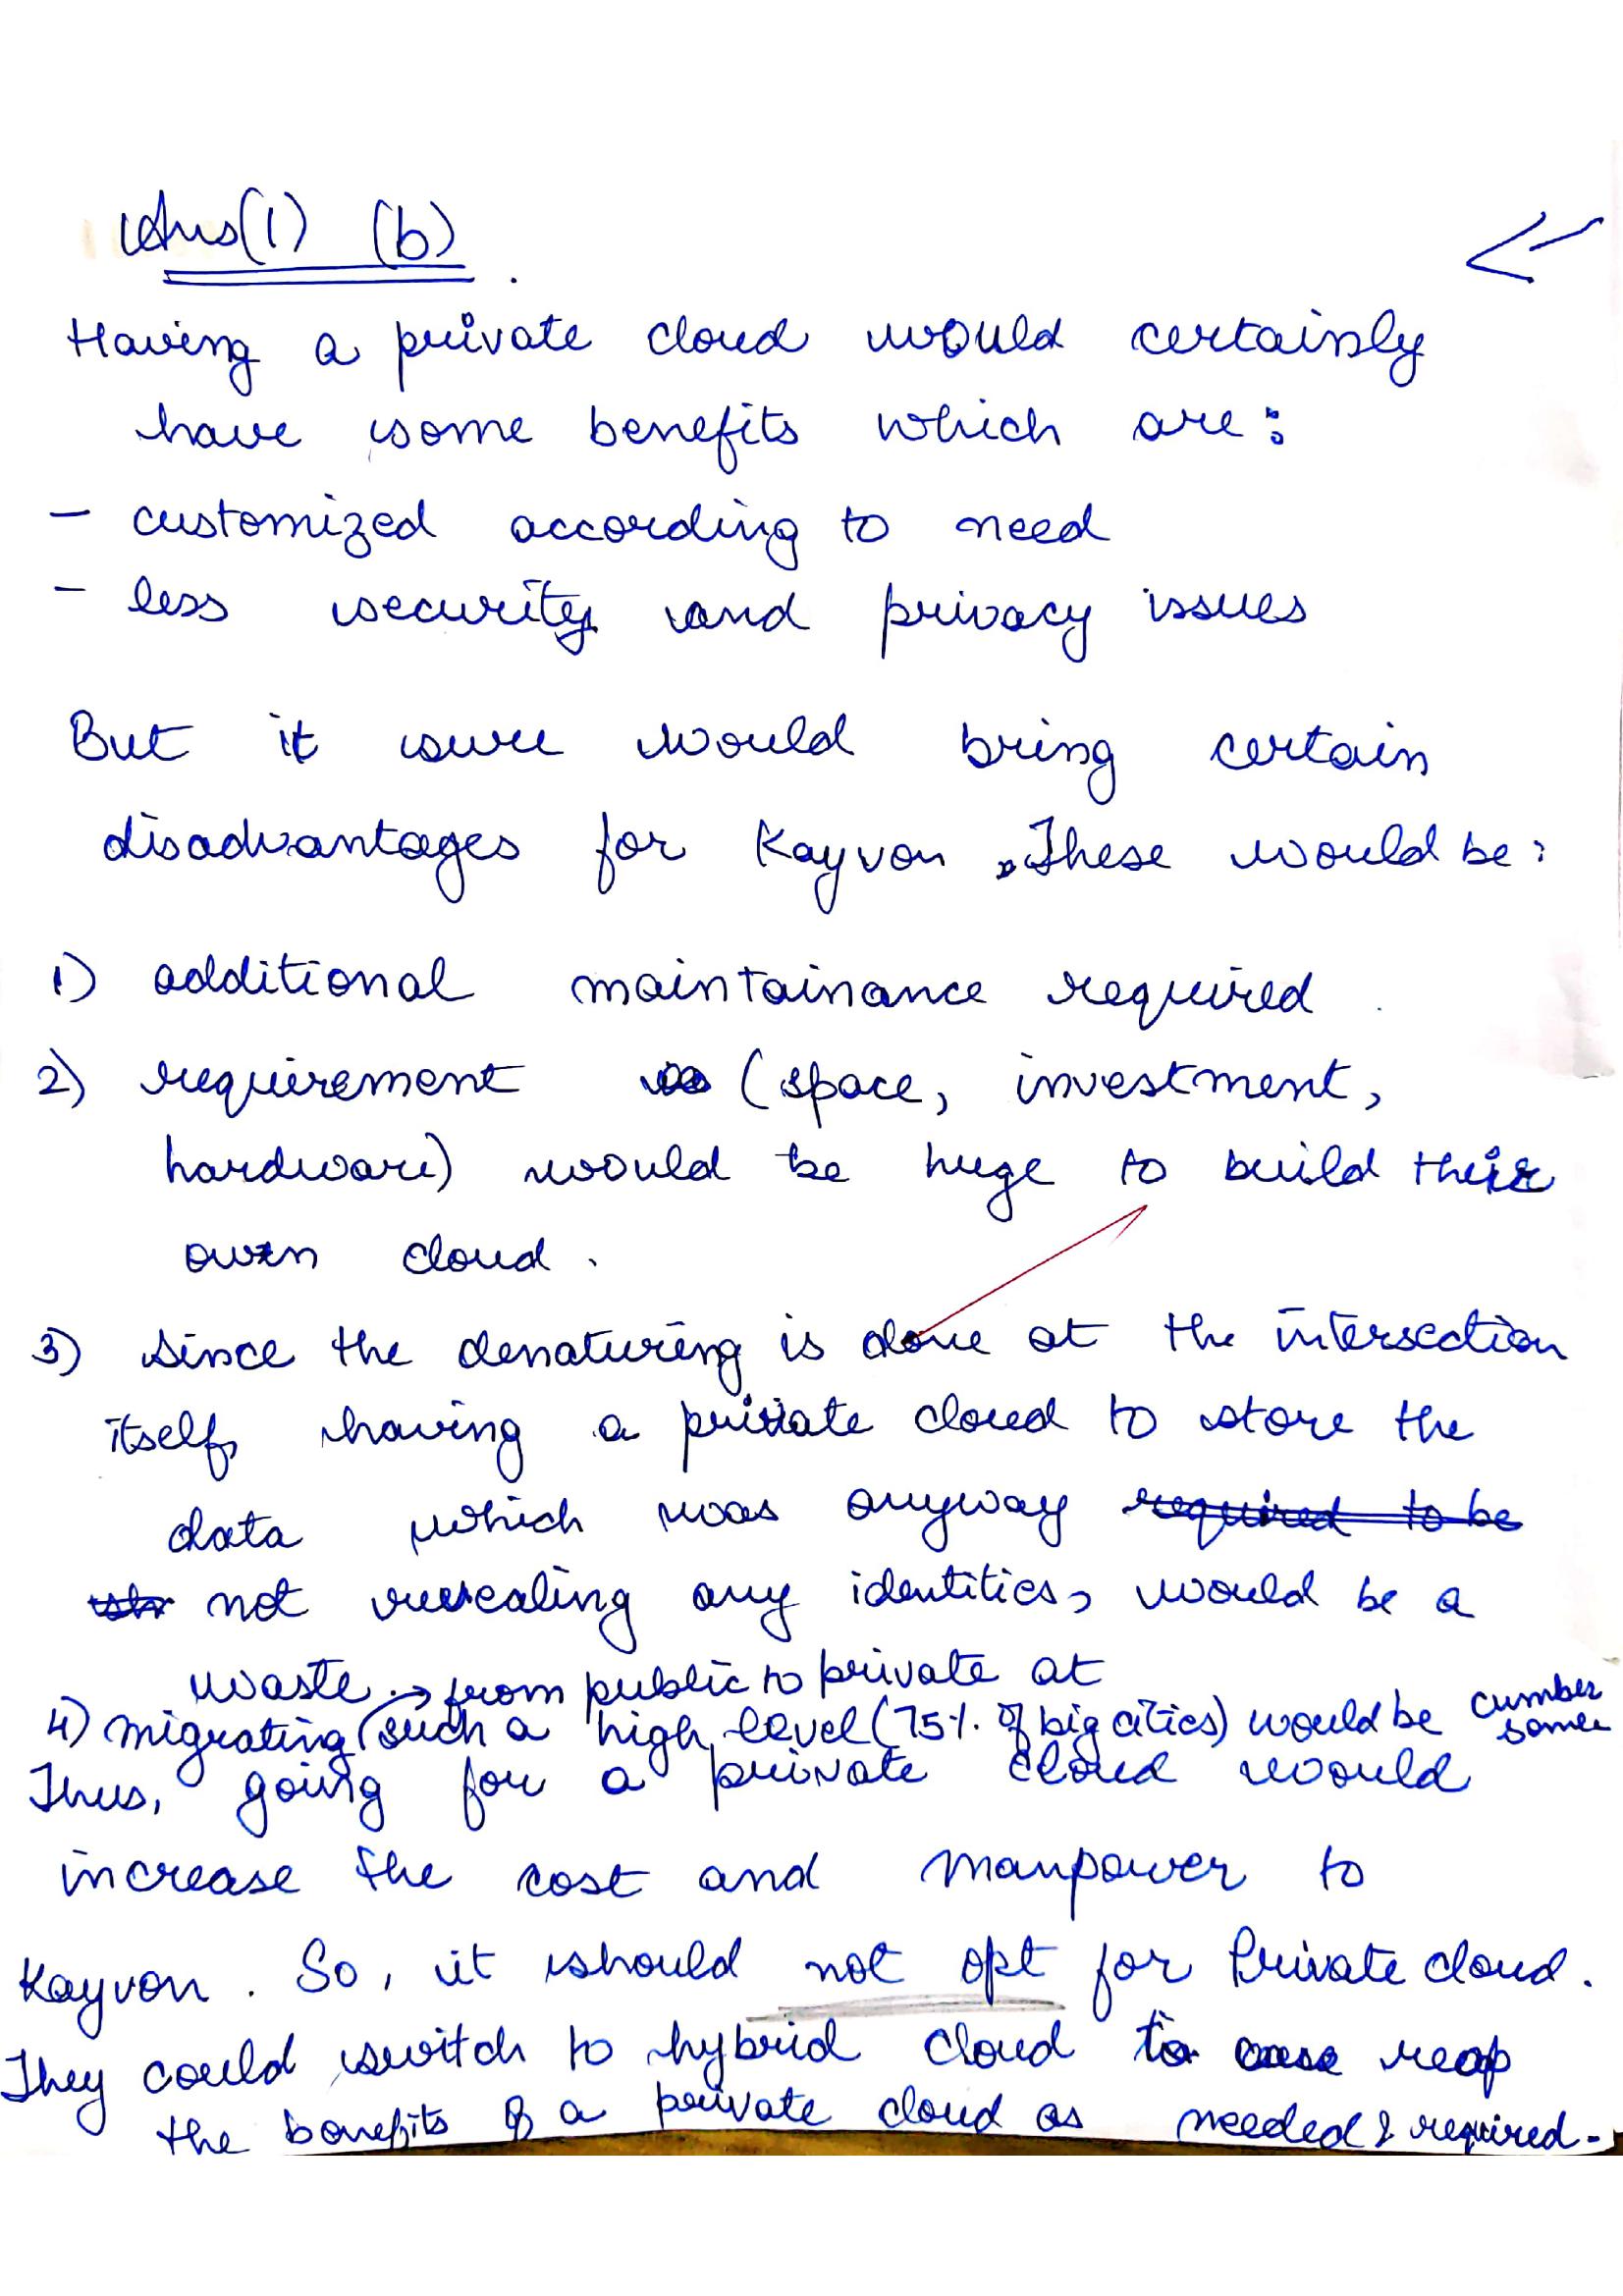 Ans(1) (b).
Having a private cloud would certainly
have some benefits which are:
- customized according to need
- less security and privacy issues
But it sure would bring certain
disadvantages for Kayvon. These would be:
1) additional maintainance required.
2) requirement (space, investment,
hardware) would be huge to build their
own cloud.
3) Since the denaturing is done at the intersection
itself, having a private cloud to store the
data which was anyway required to be
not revealing any identities, would be a
waste.
4) migrating (from public to private at such a high level (75% of big cities) would be cumbersome
Thus, going for a private cloud would
increase the cost and manpower to
Kayvon. So, it should not opt for Private cloud.
They could switch to hybrid cloud to reap
the benefits of a private cloud as needed & required.